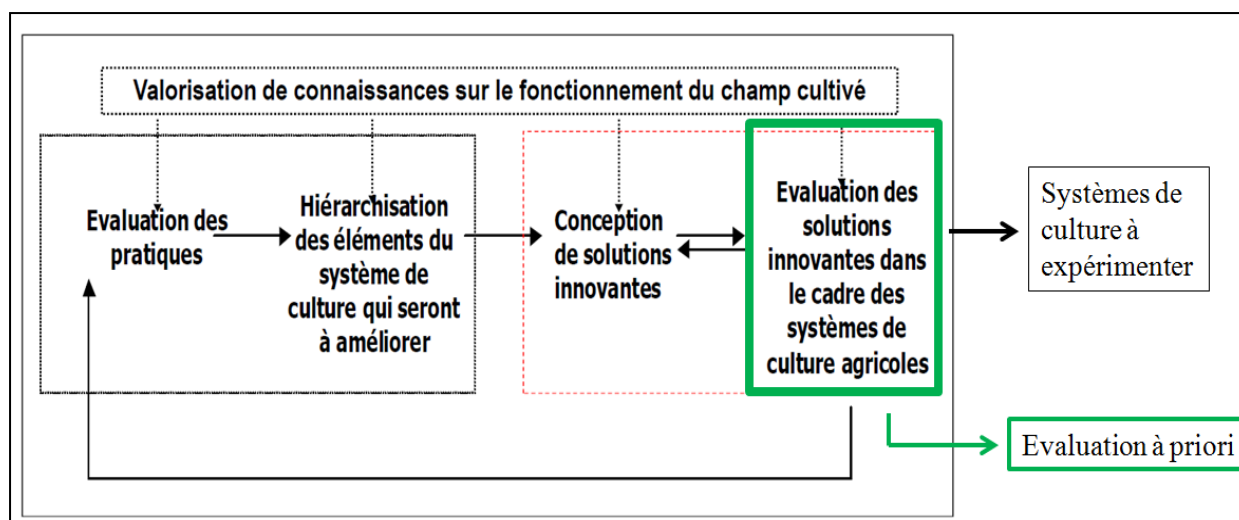 Valorisation de connaissances sur le fonctionnement du champ cultivé
Evaluation des
pratiques
Hiérarchisation
des éléments du
système de
culture qui seront
à améliorer
Conception
de solutions
innovantes
Evaluation des
solutions
innovantes dans
le cadre des
systèmes de
culture agricoles
Systèmes de
culture à
expérimenter
Evaluation à priori